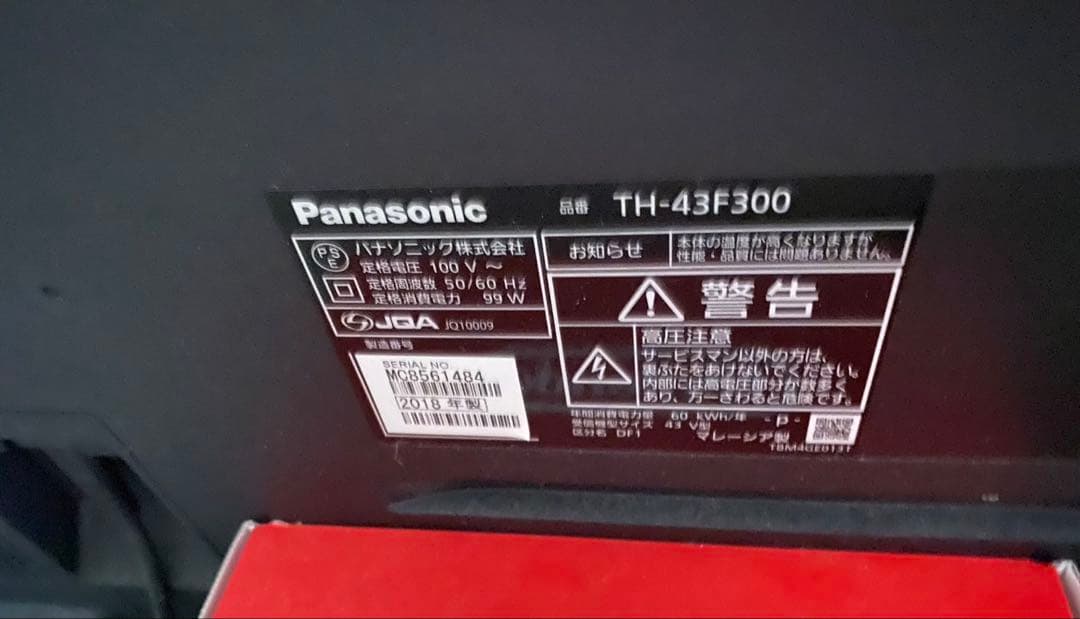 Panasonic 品番 TH-43F300
PSE パナソニック株式会社
定格電圧 100 V ~
定格周波数 50/60 Hz
定格消費電力 99 W
JQA JQ10009
製造番号
SERIAL NO.
MC8561484
2018 年製
お知らせ
本体の温度が高くなりますが
性能・品質には問題ありません。
警告
高圧注意
サービスマン以外の方は、
裏ぶたをあけないでください。
内部には高電圧部分が数多く
あり、万一さわると危険です。
年間消費電力量 60 kWh/年 - P -
受信機型サイズ 43 V型
区分名 DF1 マレーシア製